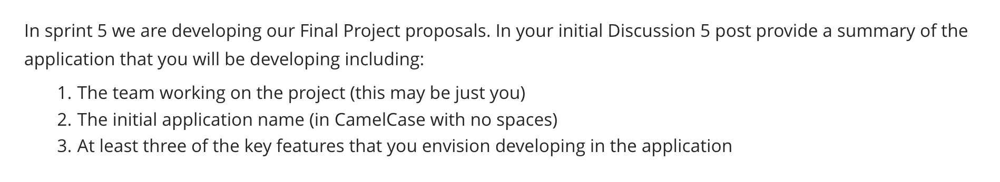 In sprint 5 we are developing our Final Project proposals. In your initial Discussion 5 post provide a summary of the
application that you will be developing including:
1. The team working on the project (this may be just you)
2. The initial application name (in CamelCase with no spaces)
3. At least three of the key features that you envision developing in the application